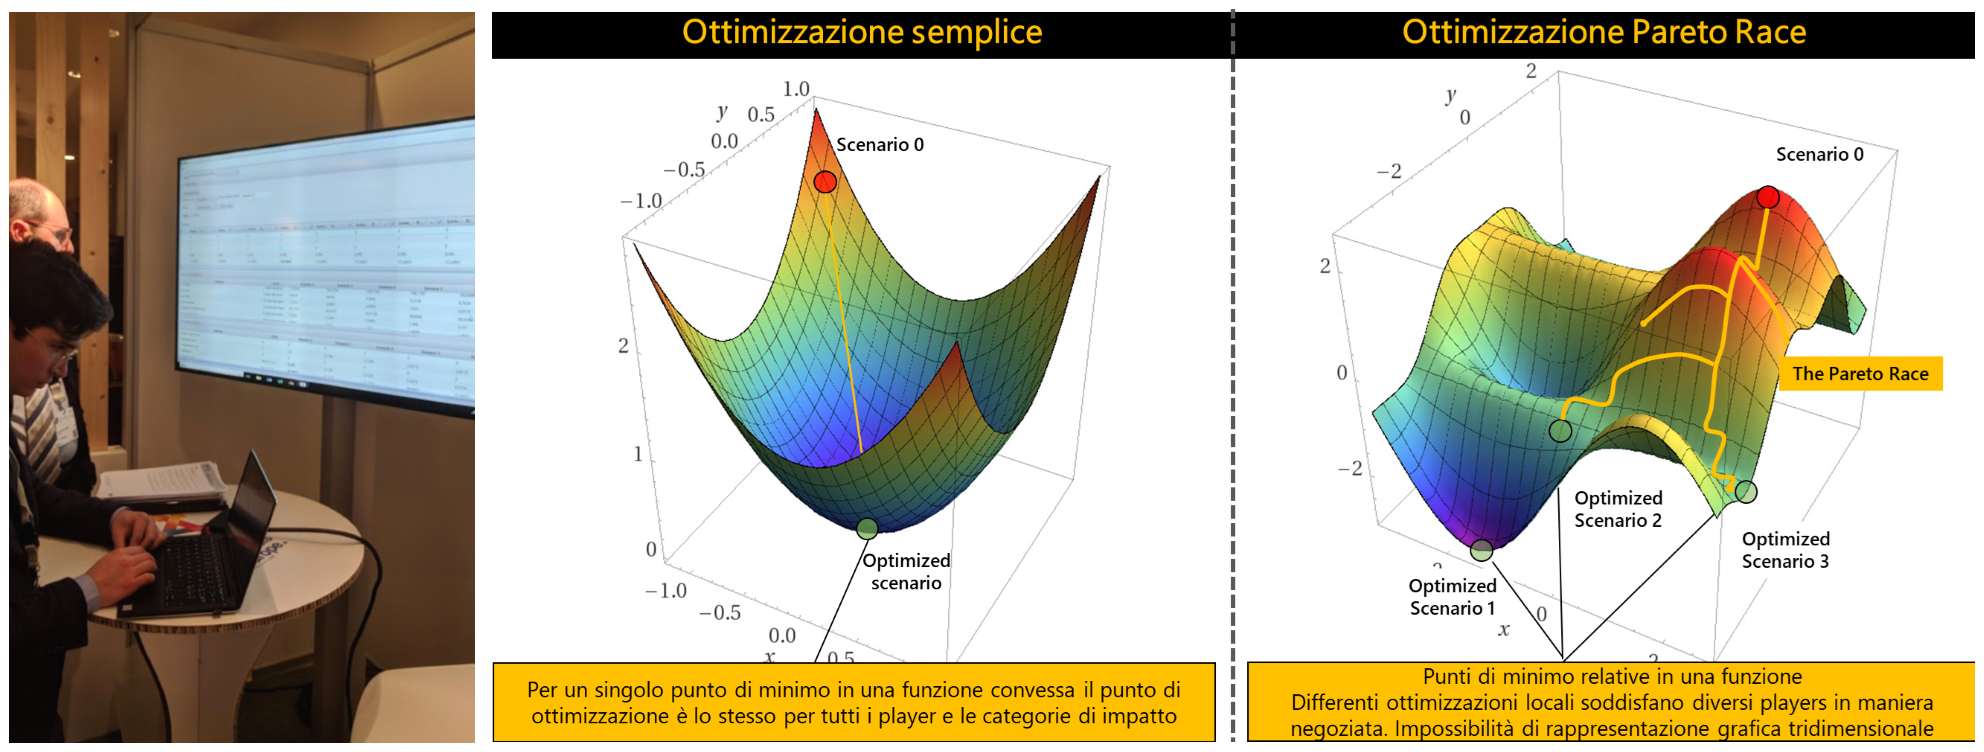 Ottimizzazione semplice
1.0
y
0.5
0.0
−0.5
−1.0
Scenario 0
2
1
0
−1.0
−0.5
0.0
x
0.5
Optimized
scenario
Per un singolo punto di minimo in una funzione convessa il punto di
ottimizzazione è lo stesso per tutti i player e le categorie di impatto
Ottimizzazione Pareto Race
2
y
0
−2
Scenario 0
2
0
−2
The Pareto Race
Optimized
Scenario 2
Optimized
Scenario 3
Optimized
Scenario 1
0
x
2
Punti di minimo relative in una funzione
Differenti ottimizzazioni locali soddisfano diversi players in maniera
negoziata. Impossibilità di rappresentazione grafica tridimensionale